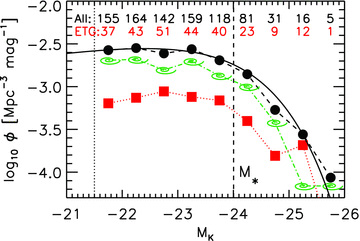 All: 155 164 142 159 118 81 31 16 5
ETG: 37 43 51 44 40 23 9 12 1
-2.0
-2.5
-3.0
-3.5
-4.0
log₁₀ ϕ [Mpc⁻³ mag⁻¹]
M*
-21 -22 -23 -24 -25 -26
M_K